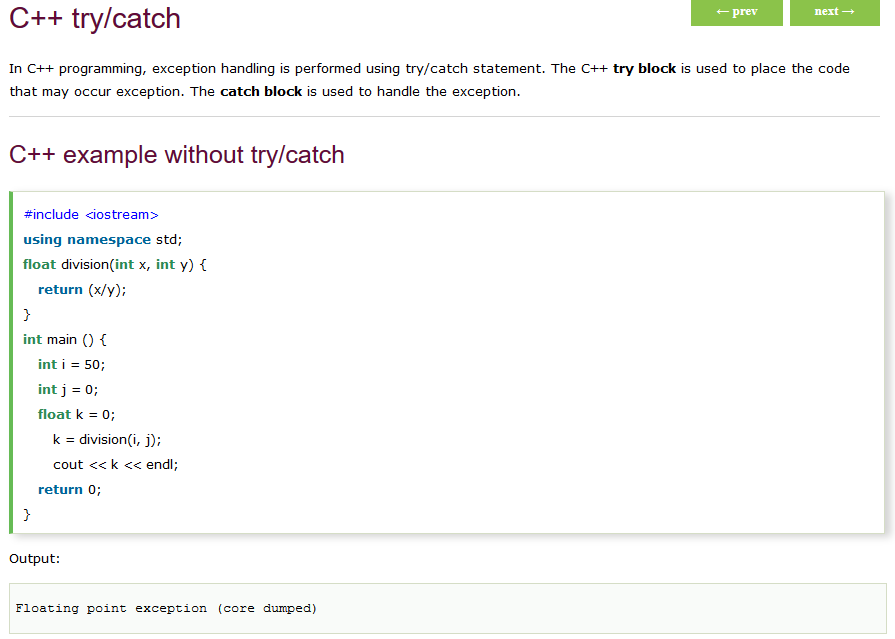 C++ try/catch
← prev
next →
In C++ programming, exception handling is performed using try/catch statement. The C++ try block is used to place the code
that may occur exception. The catch block is used to handle the exception.
C++ example without try/catch
#include <iostream>
using namespace std;
float division(int x, int y) {
return (x/y);
}
int main () {
int i = 50;
int j = 0;
float k = 0;
k = division(i, j);
cout << k << endl;
return 0;
}
Output:
Floating point exception (core dumped)